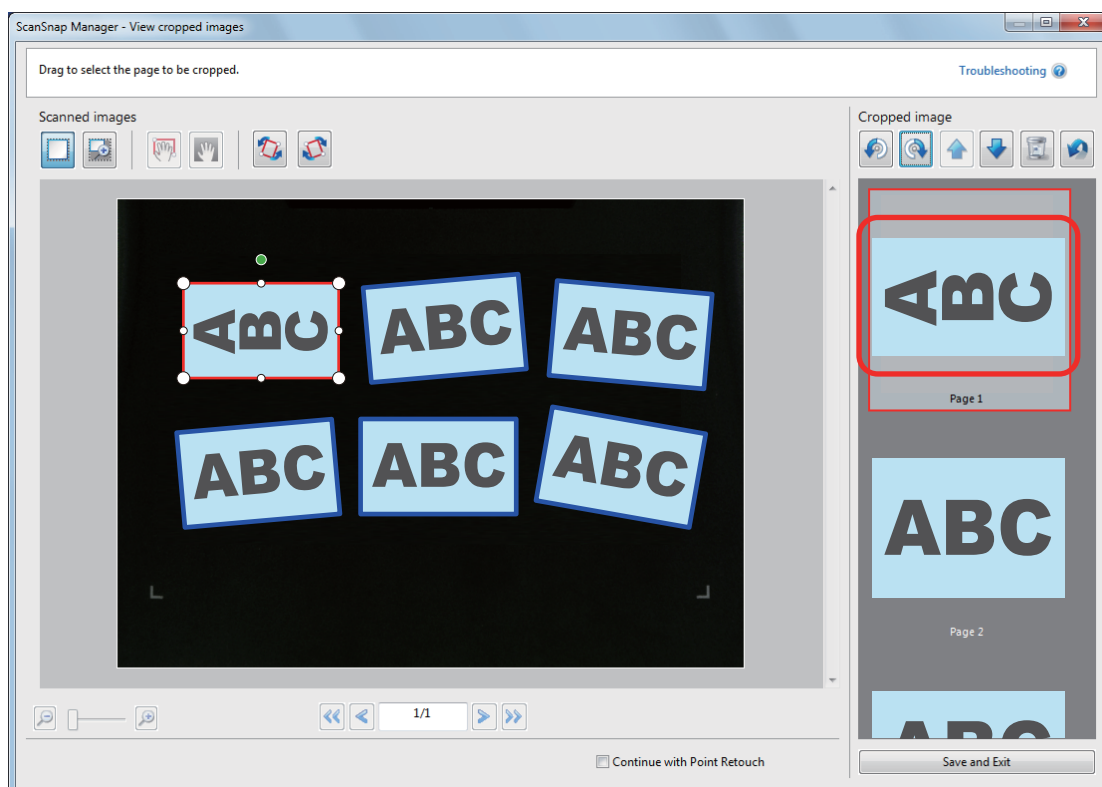 ScanSnap Manager - View cropped images
Drag to select the page to be cropped.
Troubleshooting
Scanned images
Cropped image
ABC
ABC
ABC
ABC
ABC
ABC
ABC
Page 1
ABC
Page 2
ABC
1/1
Continue with Point Retouch
Save and Exit